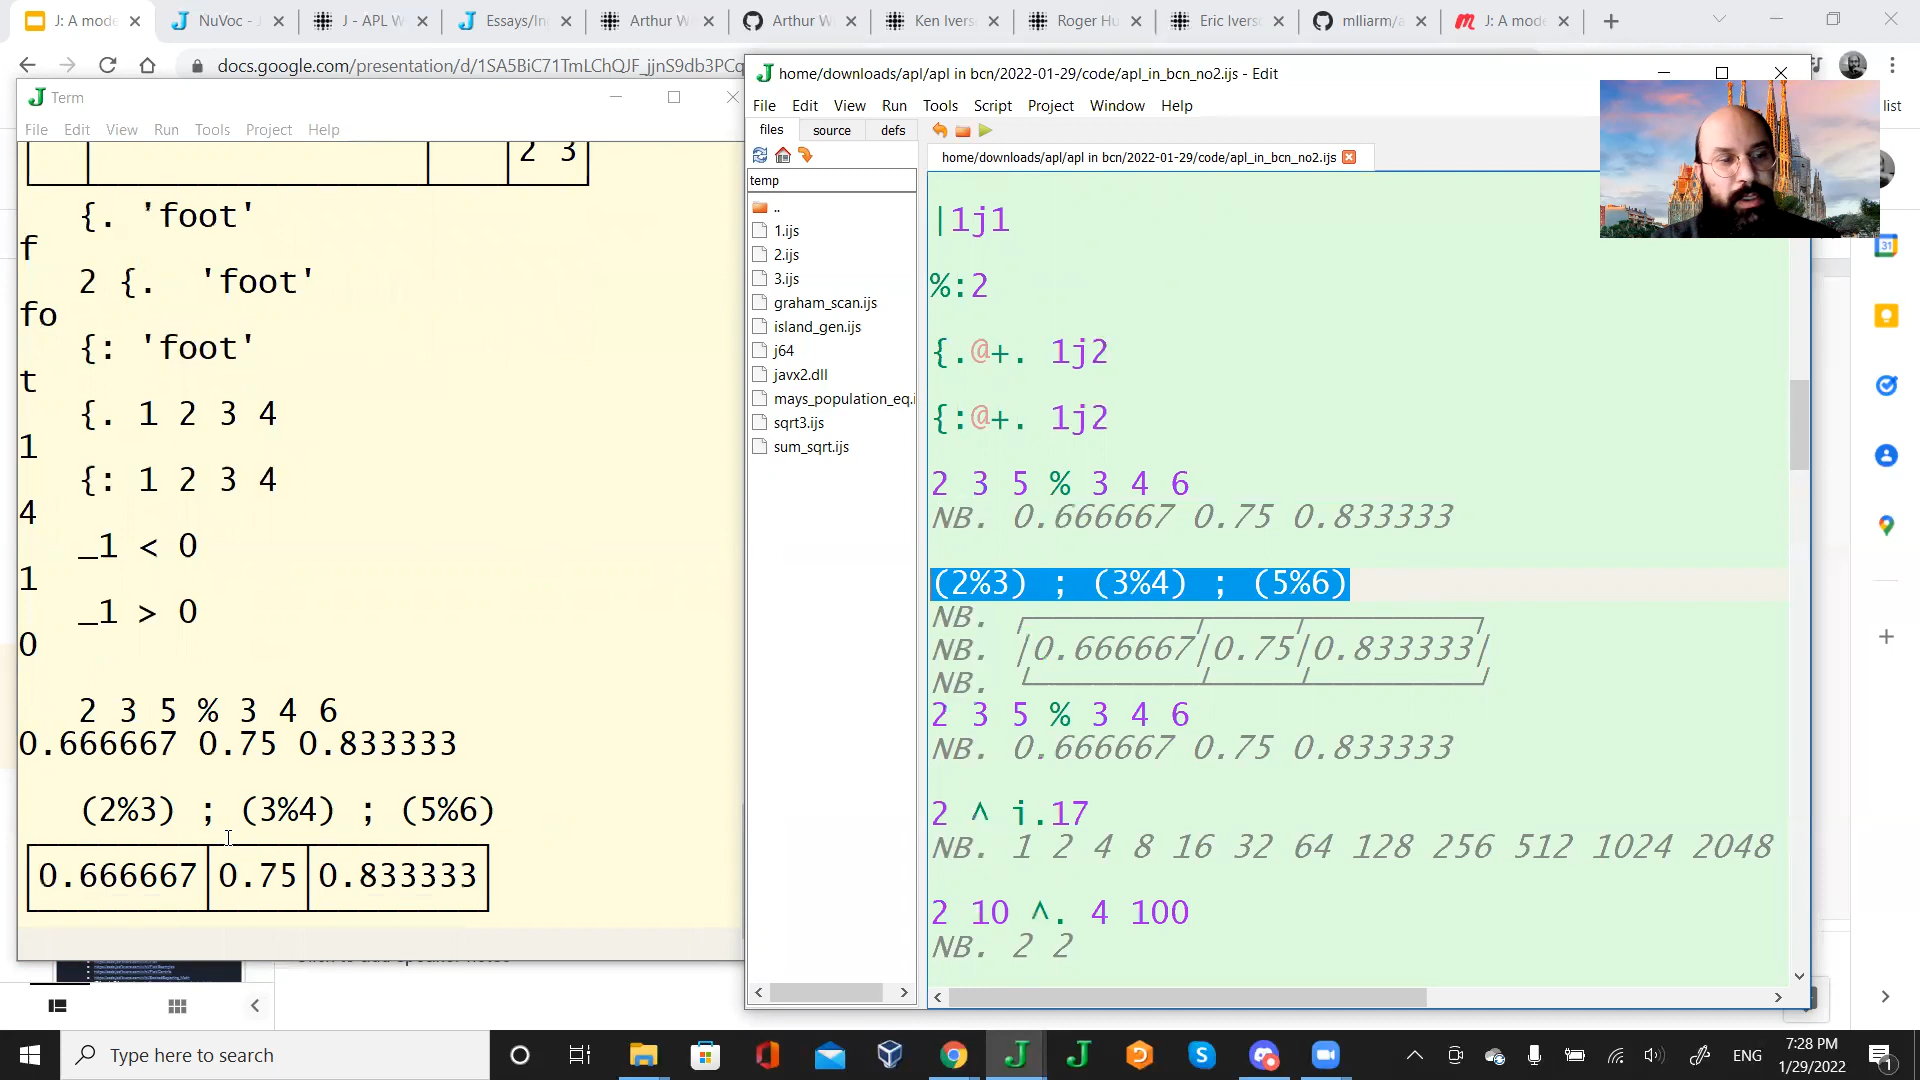 J: A mode
NuVoc - J
J - APL W
Essays/In
Arthur W
Arthur W
Ken Ivers
Roger Hu
Eric Ivers
mlliarm/a
J: A mode
docs.google.com/presentation/d/1SA5BiC71TmLChQJF_jjnS9db3PCq
list
Term
File Edit View Run Tools Project Help
2 3
{. 'foot'
f
2 {. 'foot'
fo
{: 'foot'
t
{. 1 2 3 4
1
{: 1 2 3 4
4
_1 < 0
1
_1 > 0
0
2 3 5 % 3 4 6
0.666667 0.75 0.833333
(2%3) ; (3%4) ; (5%6)
0.666667 0.75 0.833333
home/downloads/apl/apl in bcn/2022-01-29/code/apl_in_bcn_no2.ijs - Edit
File Edit View Run Tools Script Project Window Help
files source defs
temp
..
1.ijs
2.ijs
3.ijs
graham_scan.ijs
island_gen.ijs
j64
javx2.dll
mays_population_eq.i
sqrt3.ijs
sum_sqrt.ijs
home/downloads/apl/apl in bcn/2022-01-29/code/apl_in_bcn_no2.ijs
|1j1
%:2
{.@+. 1j2
{:@+. 1j2
2 3 5 % 3 4 6
NB. 0.666667 0.75 0.833333
(2%3) ; (3%4) ; (5%6)
NB.
NB. |0.666667|0.75|0.833333|
NB.
2 3 5 % 3 4 6
NB. 0.666667 0.75 0.833333
2 ^ i.17
NB. 1 2 4 8 16 32 64 128 256 512 1024 2048
2 10 ^. 4 100
NB. 2 2
31
Type here to search
ENG
7:28 PM
1/29/2022
1